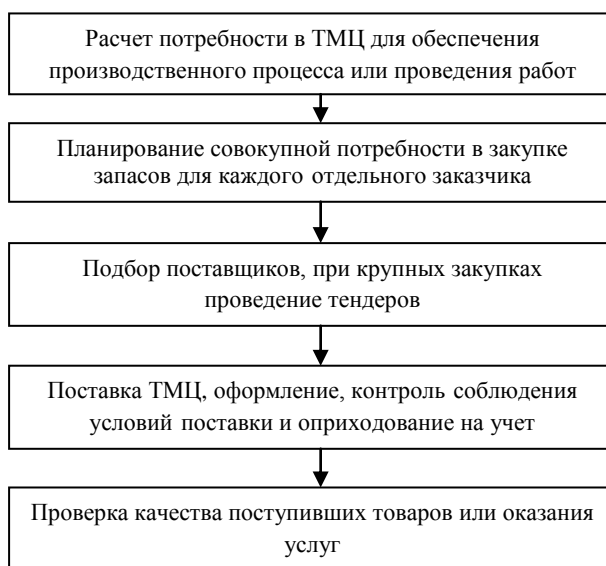 Расчет потребности в ТМЦ для обеспечения
производственного процесса или проведения работ
Планирование совокупной потребности в закупке
запасов для каждого отдельного заказчика
Подбор поставщиков, при крупных закупках
проведение тендеров
Поставка ТМЦ, оформление, контроль соблюдения
условий поставки и оприходование на учет
Проверка качества поступивших товаров или оказания
услуг